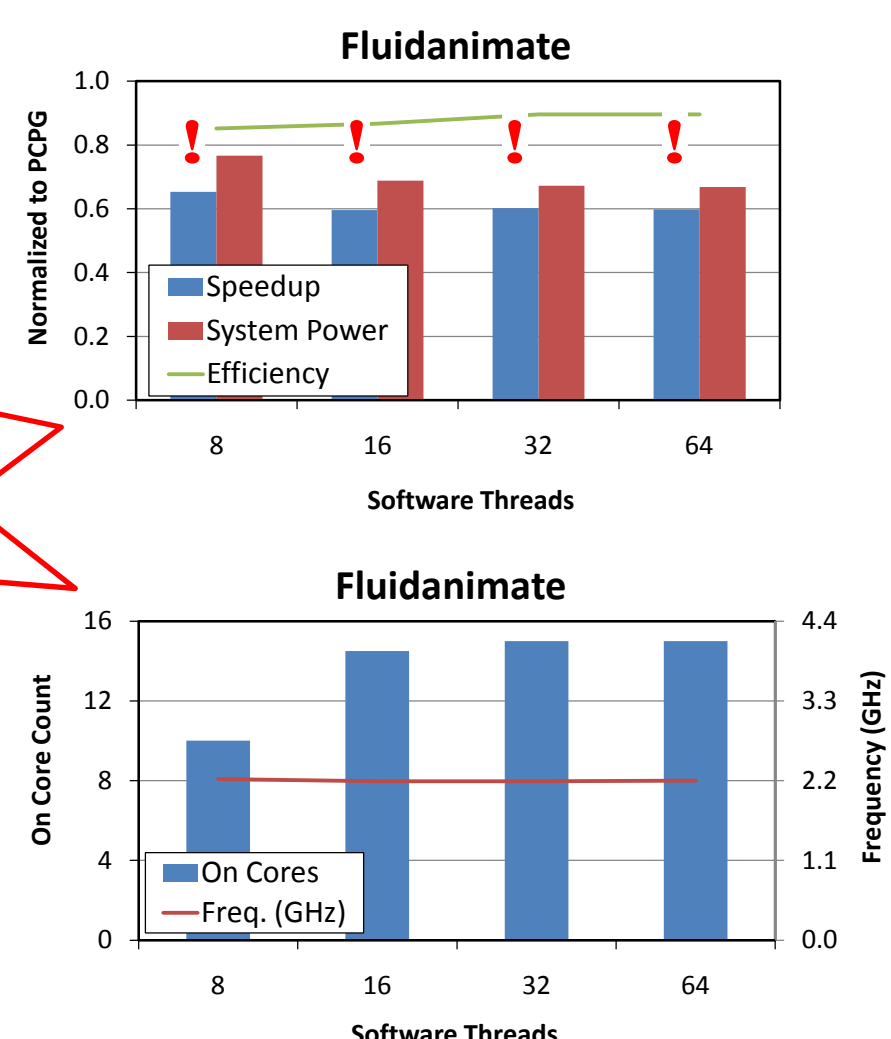 Fluidanimate
Normalized to PCPG
1.0
0.8
0.6
0.4
0.2
0.0
! ! ! !
Speedup
System Power
Efficiency
8 16 32 64
Software Threads
Fluidanimate
On Core Count
16
12
8
4
0
On Cores
Freq. (GHz)
4.4
3.3
2.2
1.1
0.0
Frequency (GHz)
8 16 32 64
Software Threads